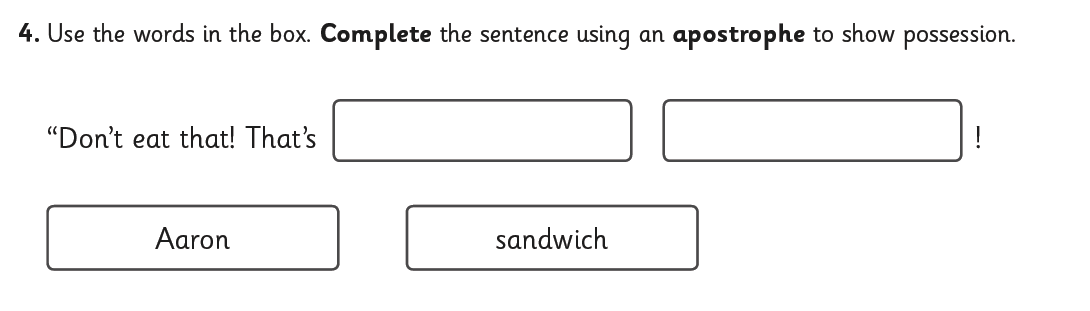 4. Use the words in the box. Complete the sentence using an apostrophe to show possession.
“Don’t eat that! That’s !
Aaron sandwich